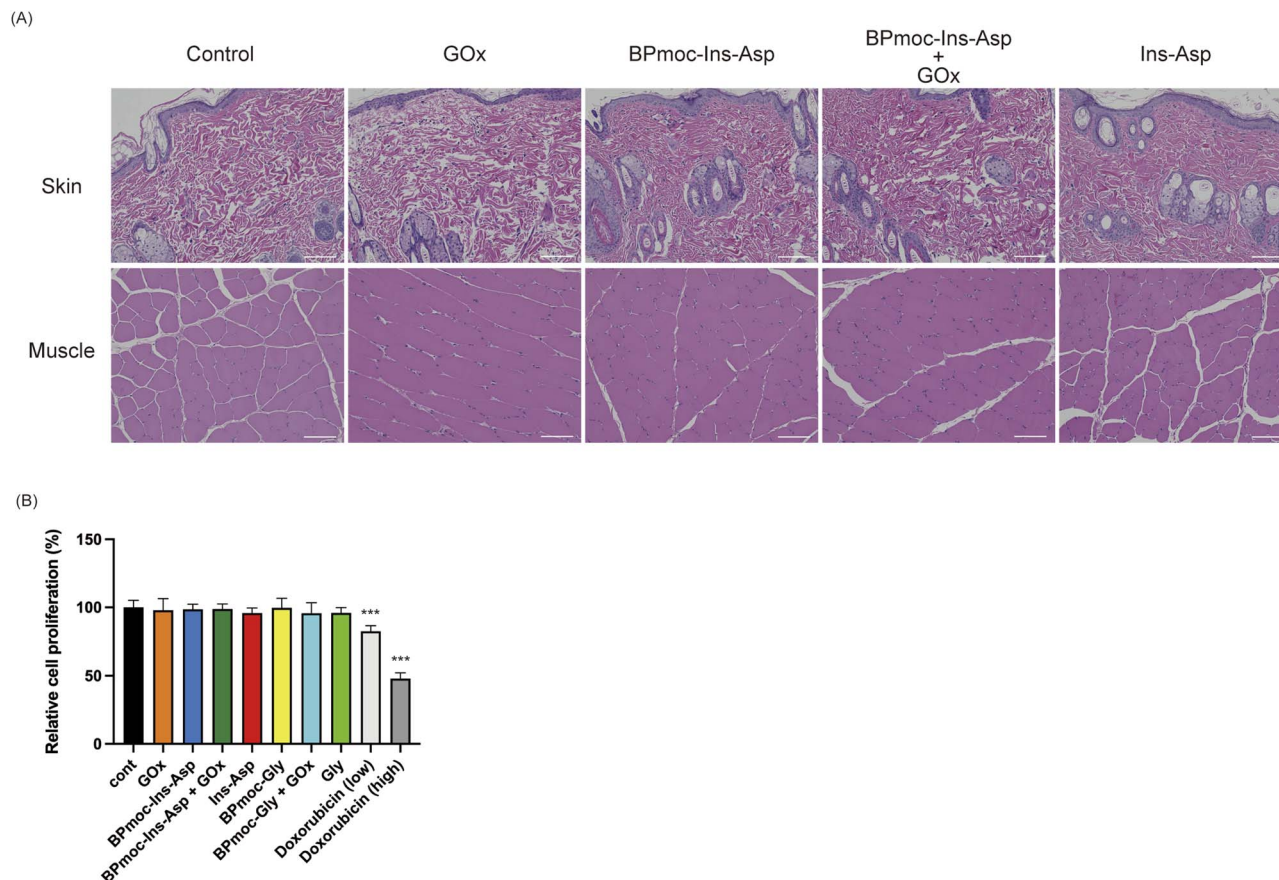 (A)
Control
GOx
BPmoc-Ins-Asp
BPmoc-Ins-Asp
+
GOx
Ins-Asp
Skin
Muscle
(B)
Relative cell proliferation (%)
150
100
50
0
***
***
cont
GOx
BPmoc-Ins-Asp
BPmoc-Ins-Asp + GOx
Ins-Asp
BPmoc-Gly
BPmoc-Gly + GOx
Gly
Doxorubicin (low)
Doxorubicin (high)